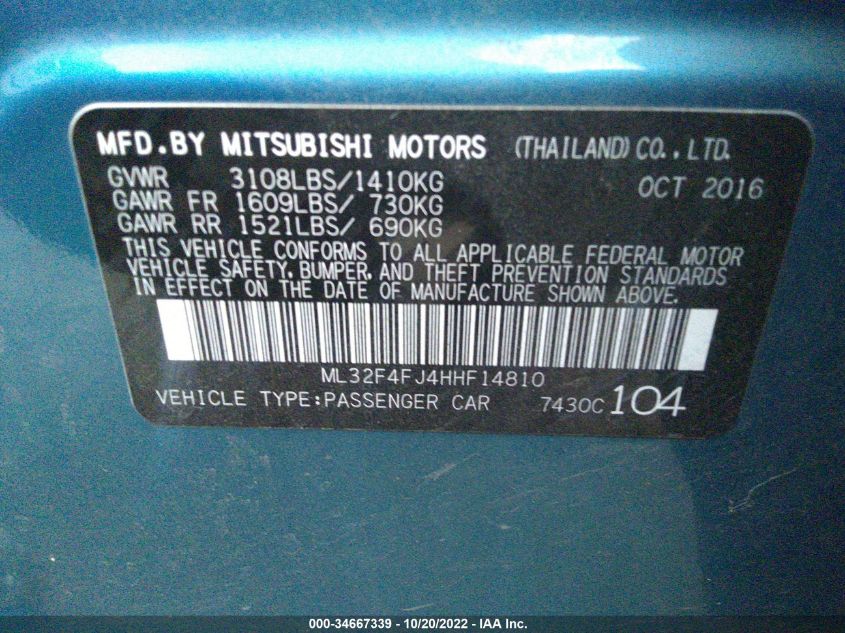 MFD.BY MITSUBISHI MOTORS (THAILAND) CO., LTD.
GVWR 3108LBS/1410KG OCT 2016
GAWR FR 1609LBS/ 730KG
GAWR RR 1521LBS/ 690KG
THIS VEHICLE CONFORMS TO ALL APPLICABLE FEDERAL MOTOR
VEHICLE SAFETY, BUMPER, AND THEFT PREVENTION STANDARDS
IN EFFECT ON THE DATE OF MANUFACTURE SHOWN ABOVE.
ML32F4FJ4HHF14810
VEHICLE TYPE:PASSENGER CAR 7430C 104
000-34667339 - 10/20/2022 - IAA Inc.